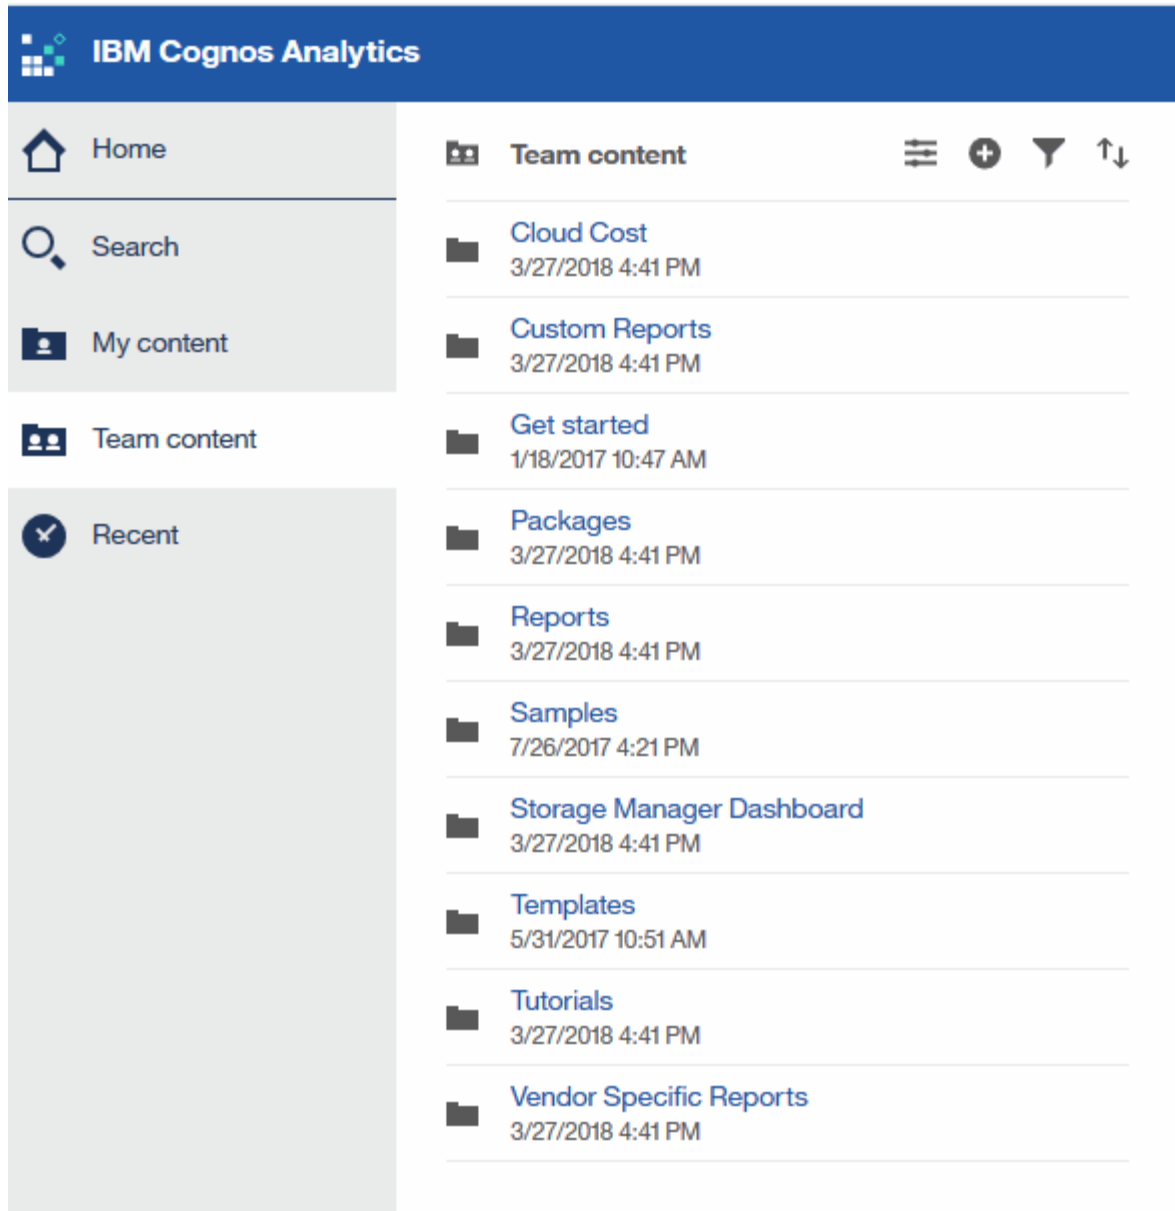 IBM Cognos Analytics
Home
Search
My content
Team content
Recent
Team content
Cloud Cost
3/27/2018 4:41 PM
Custom Reports
3/27/2018 4:41 PM
Get started
1/18/2017 10:47 AM
Packages
3/27/2018 4:41 PM
Reports
3/27/2018 4:41 PM
Samples
7/26/2017 4:21 PM
Storage Manager Dashboard
3/27/2018 4:41 PM
Templates
5/31/2017 10:51 AM
Tutorials
3/27/2018 4:41 PM
Vendor Specific Reports
3/27/2018 4:41 PM